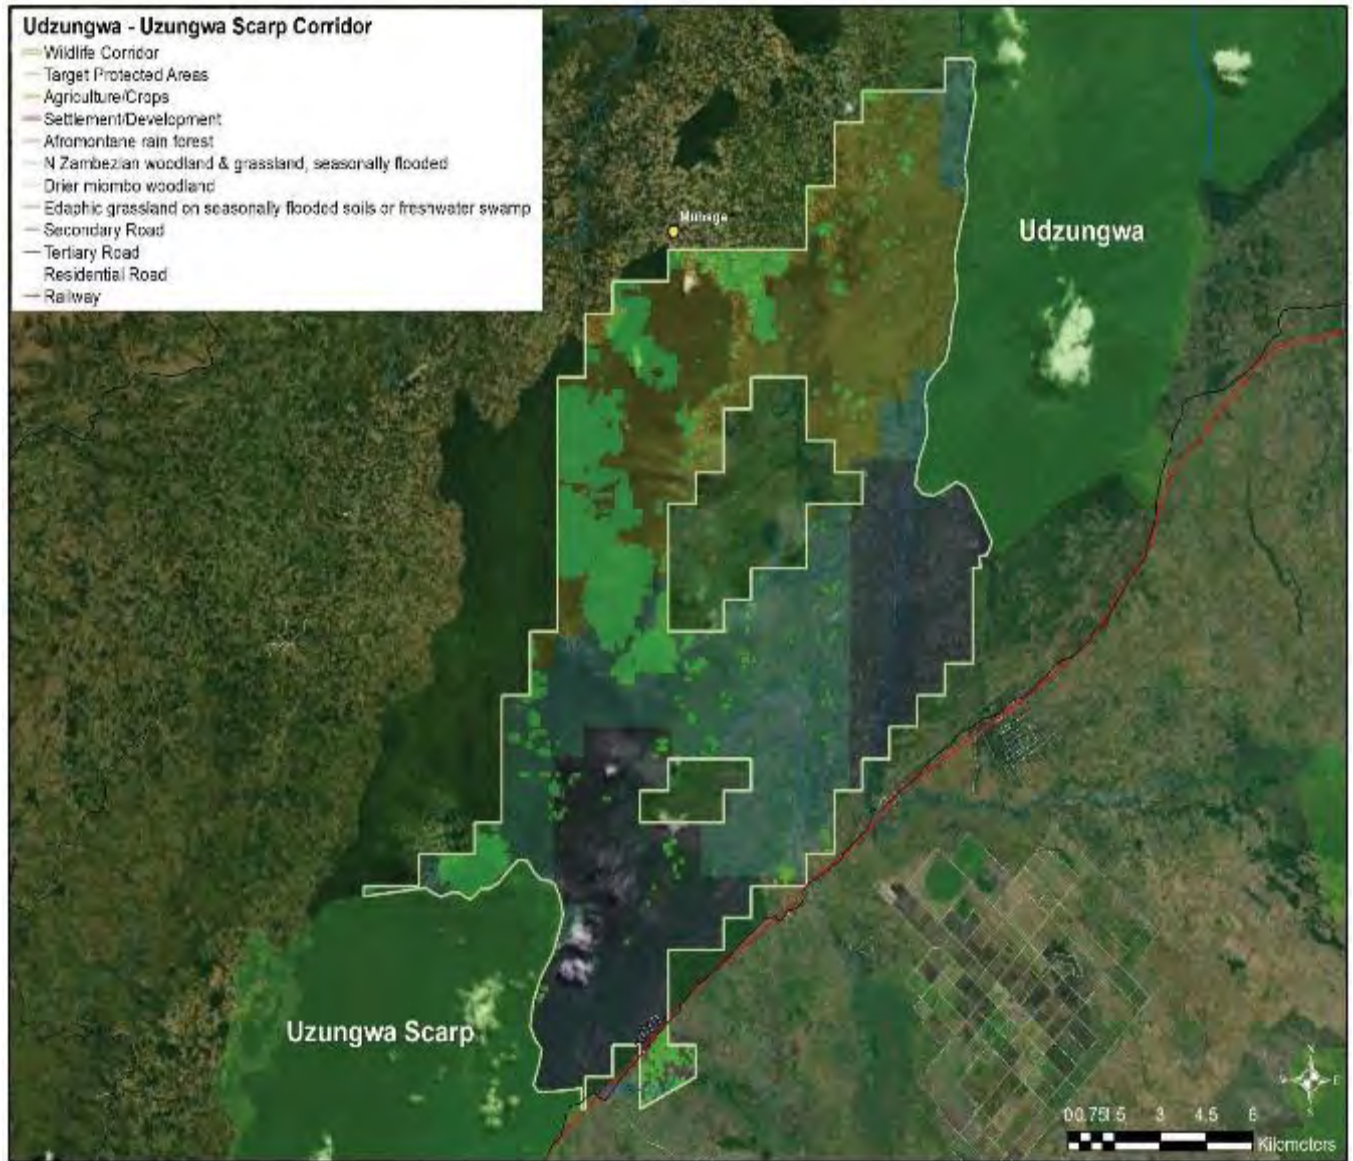 Udzungwa - Uzungwa Scarp Corridor
Wildlife Corridor
Target Protected Areas
Agriculture/Crops
Settlement/Development
Afromontane rain forest
N Zambezian woodland & grassland, seasonally flooded
Drier miombo woodland
Edaphic grassland on seasonally flooded soils or freshwater swamp
Secondary Road
Tertiary Road
Residential Road
Railway
Udzungwa
Uzungwa Scarp
N
E
S
0 0.75 1.5 3 4.5 6
Kilometers